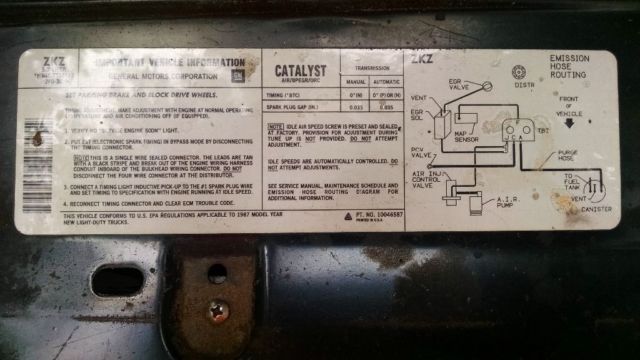 ZKZ
IMPORTANT VEHICLE INFORMATION
GENERAL MOTORS CORPORATION
GM
SET PARKING BRAKE AND BLOCK DRIVE WHEELS.
MAKE ADJUSTMENT WITH ENGINE AT NORMAL OPERATING
TEMPERATURE AND AIR CONDITIONING OFF (IF EQUIPPED).
1. VERIFY NO "SERVICE ENGINE SOON" LIGHT.
2. PUT EST ELECTRONIC SPARK TIMING IN BYPASS MODE BY DISCONNECTING
THE TIMING CONNECTOR.
NOTE THIS IS A SINGLE WIRE SEALED CONNECTOR. THE LEADS ARE TAN
WITH A BLACK STRIPE AND BREAK OUT OF THE ENGINE WIRING HARNESS
CONDUIT INBOARD OF THE BULKHEAD WIRING CONNECTOR. DO NOT
DISCONNECT THE FOUR WIRE CONNECTOR AT THE DISTRIBUTOR.
3. CONNECT A TIMING LIGHT INDUCTIVE PICK-UP TO THE #1 SPARK PLUG WIRE
AND SET TIMING TO SPECIFICATION WITH ENGINE RUNNING AT IDLE SPEED.
4. RECONNECT TIMING CONNECTOR AND CLEAR ECM TROUBLE CODE.
THIS VEHICLE CONFORMS TO U.S. EPA REGULATIONS APPLICABLE TO 1987 MODEL YEAR
NEW LIGHT-DUTY TRUCKS.
CATALYST
AIR/BPEGR/ORC
TRANSMISSION
MANUAL AUTOMATIC
TIMING (°BTC) 0°(N) 0°(P) OR (N)
SPARK PLUG GAP (IN.) 0.035 0.035
NOTE IDLE AIR SPEED SCREW IS PRESET AND SEALED
AT FACTORY. PROVISION FOR ADJUSTMENT DURING
TUNE UP IS NOT PROVIDED. DO NOT ATTEMPT
ADJUSTMENT.
IDLE SPEEDS ARE AUTOMATICALLY CONTROLLED. DO
NOT ATTEMPT ADJUSTMENTS.
SEE SERVICE MANUAL, MAINTENANCE SCHEDULE AND
EMISSION HOSE ROUTING DIAGRAM FOR
ADDITIONAL INFORMATION.
PT. NO. 10046587
PRINTED IN U.S.A.
ZKZ
EMISSION
HOSE
ROUTING
EGR
VALVE
DISTR
VENT
EGR
SOL
MAP
SENSOR
TBI
FRONT
OF
VEHICLE
PCV
VALVE
PURGE
HOSE
AIR INJ
CONTROL
VALVE
A.I.R.
PUMP
TO
FUEL
TANK
VENT
CANISTER